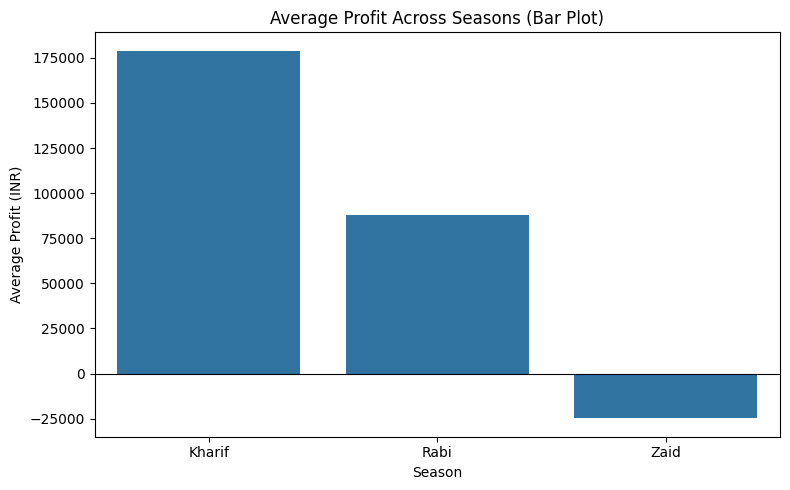 Average Profit Across Seasons (Bar Plot)
Average Profit (INR)
175000
150000
125000
100000
75000
50000
25000
0
−25000
Kharif Rabi Zaid
Season